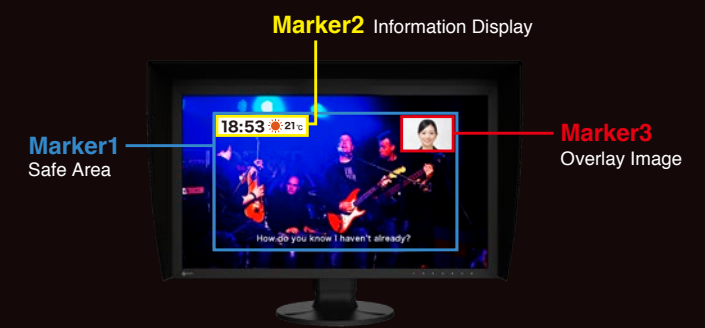 Marker2 Information Display
18:53 21°C
Marker1
Safe Area
Marker3
Overlay Image
How do you know I haven't already?